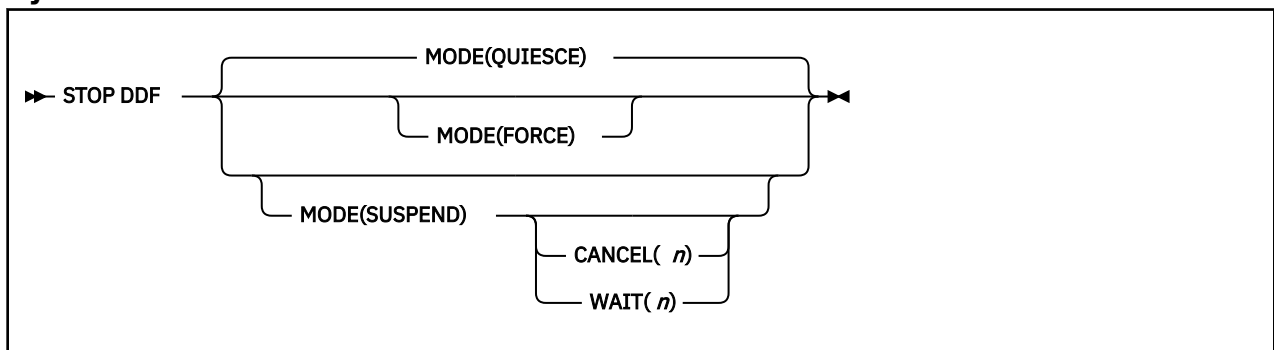 MODE(QUIESCE)
STOP DDF
MODE(FORCE)
MODE(SUSPEND)
CANCEL( n)
WAIT( n)